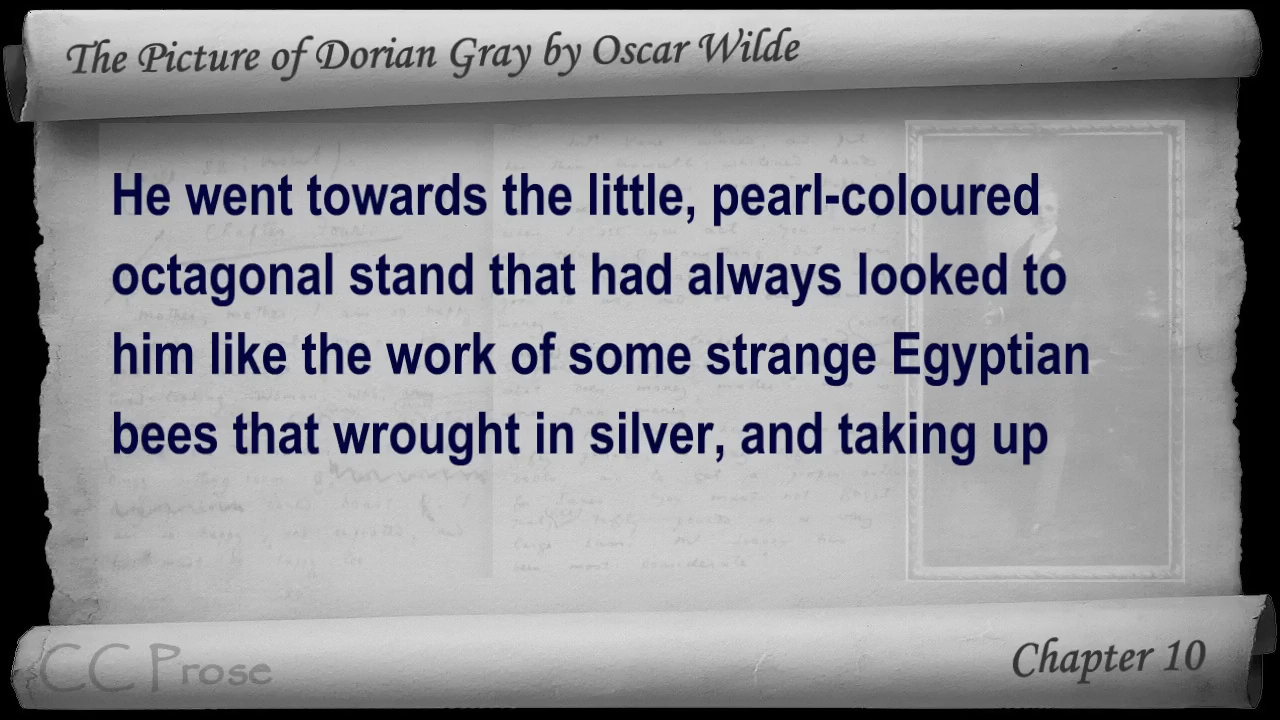 The Picture of Dorian Gray by Oscar Wilde
He went towards the little, pearl-coloured
octagonal stand that had always looked to
him like the work of some strange Egyptian
bees that wrought in silver, and taking up
CC Prose
Chapter 10